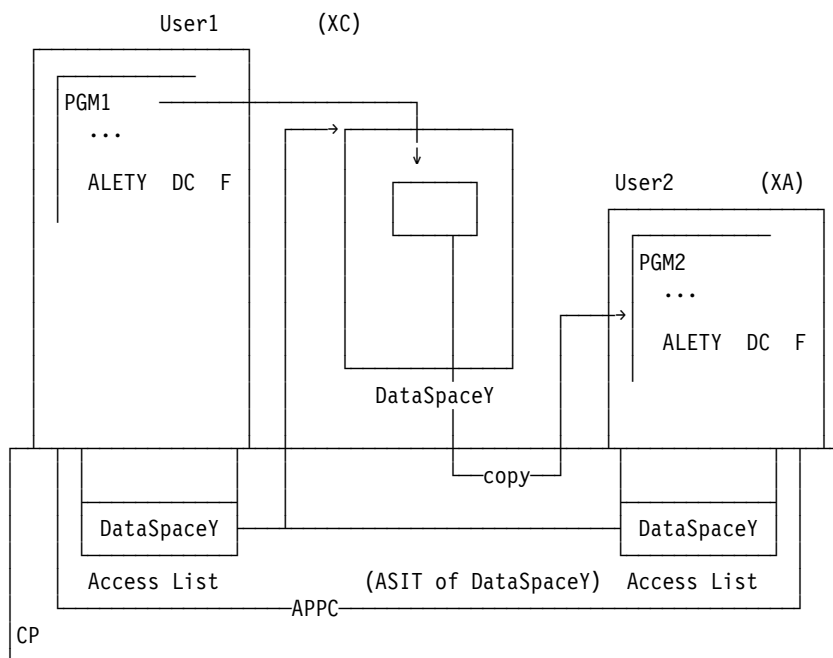 User1 (XC)
PGM1
...
ALETY DC F
User2 (XA)
PGM2
...
ALETY DC F
DataSpaceY
copy
DataSpaceY DataSpaceY
Access List (ASIT of DataSpaceY) Access List
APPC
CP